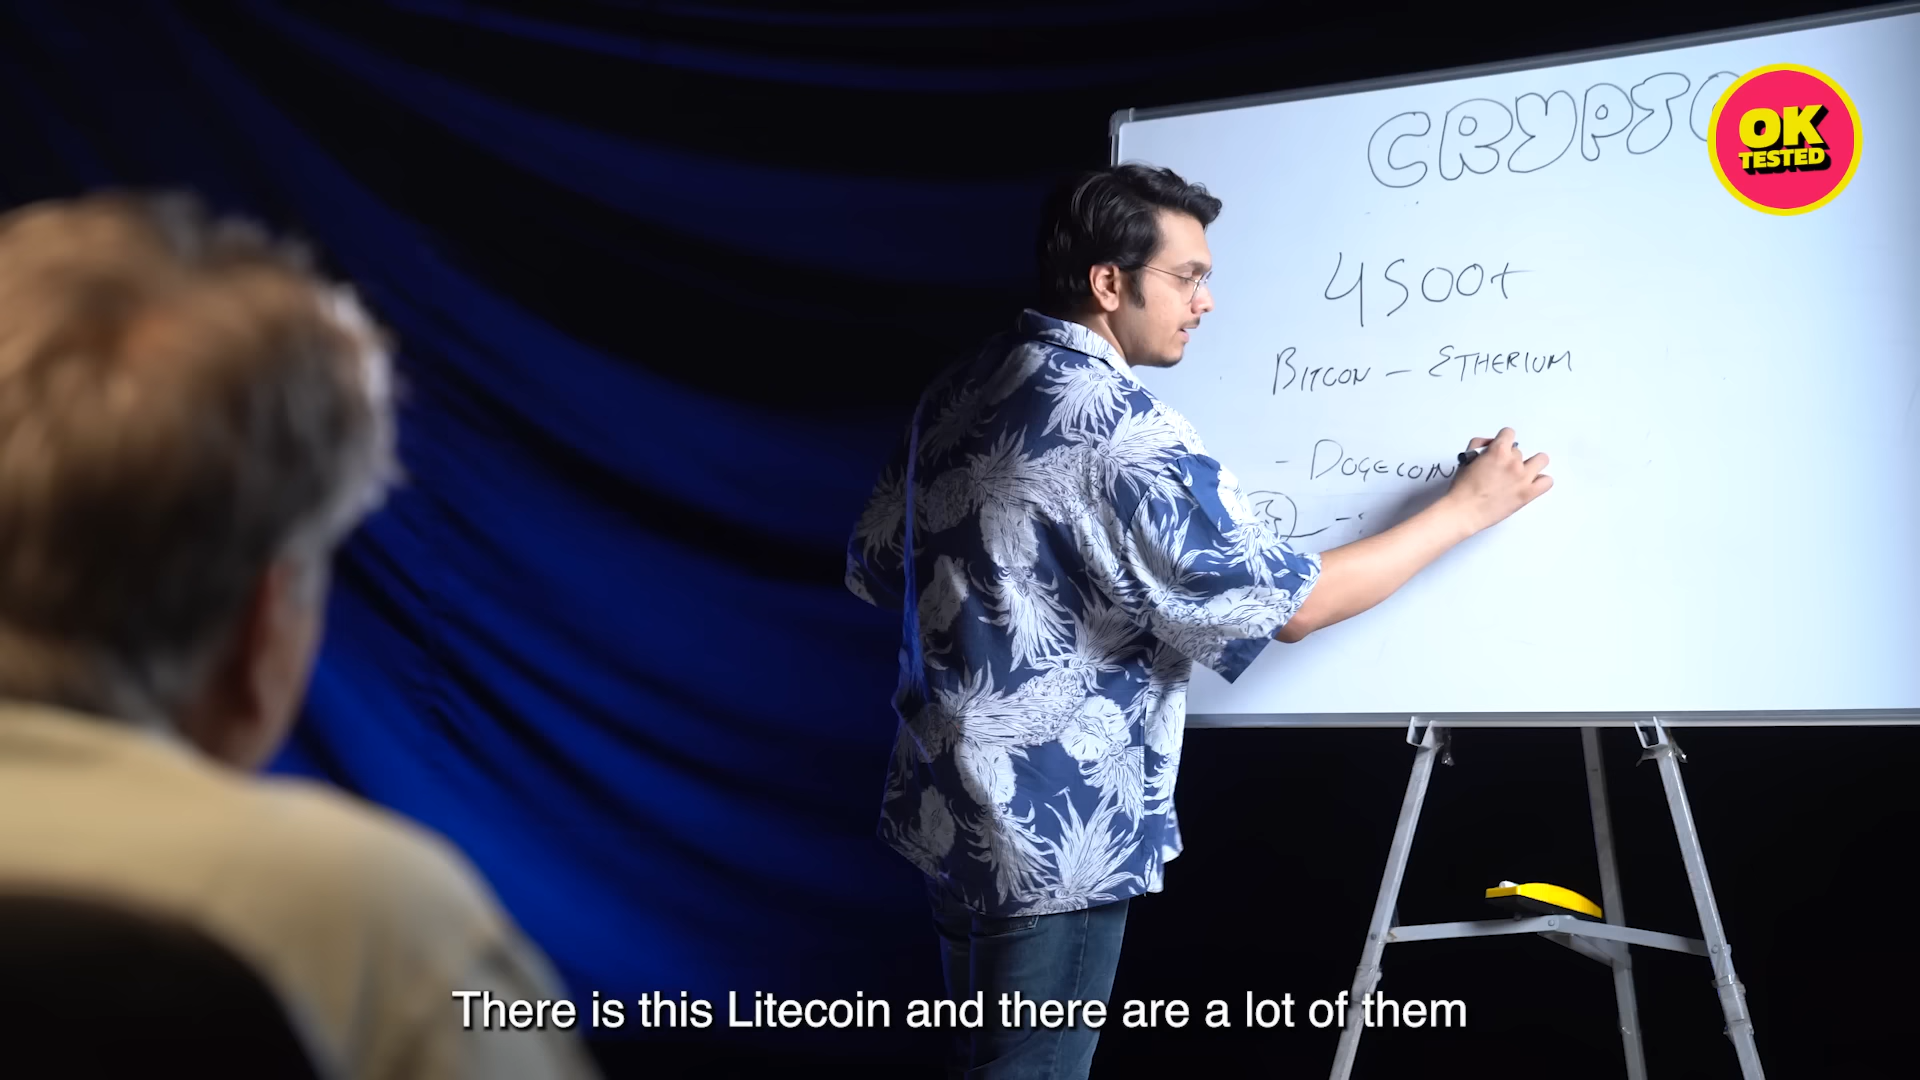 CRYPTO
OK
TESTED
4500+
BITCON - ETHERIUM
- DOGECOIN
There is this Litecoin and there are a lot of them